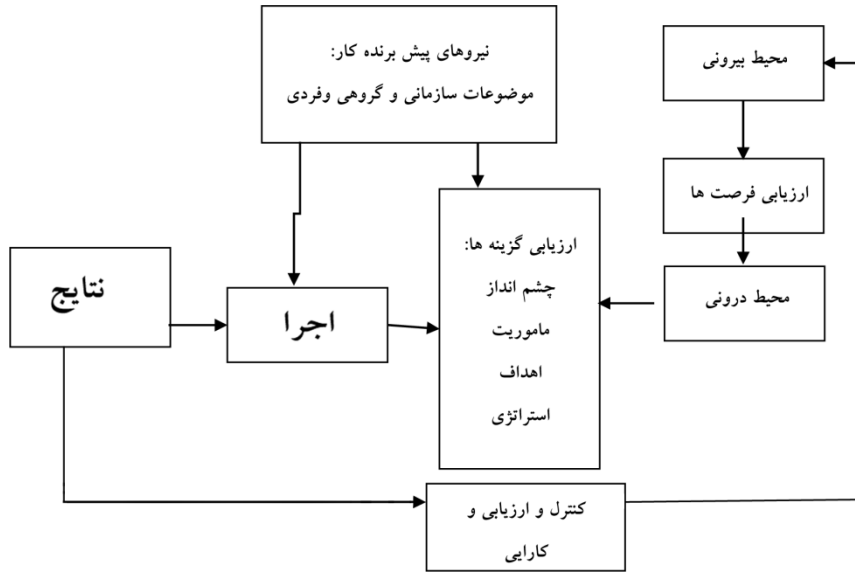 نیروهای پیش برنده کار:
موضوعات سازمانی و گروهی وفردی
محیط بیرونی
ارزیابی فرصت ها
محیط درونی
ارزیابی گزینه ها:
چشم انداز
ماموریت
اهداف
استراتژی
اجرا
نتایج
کنترل و ارزیابی و
کارایی